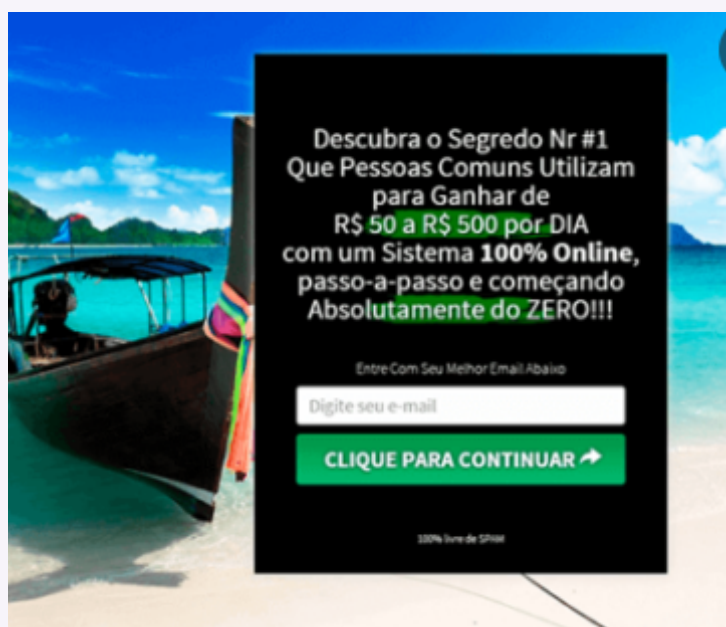 Descubra o Segredo Nr #1
Que Pessoas Comuns Utilizam
para Ganhar de
R$ 50 a R$ 500 por DIA
com um Sistema 100% Online,
passo-a-passo e começando
Absolutamente do ZERO!!!
Entre Com Seu Melhor Email Abaixo
Digite seu e-mail
CLIQUE PARA CONTINUAR
100% livre de SPAM